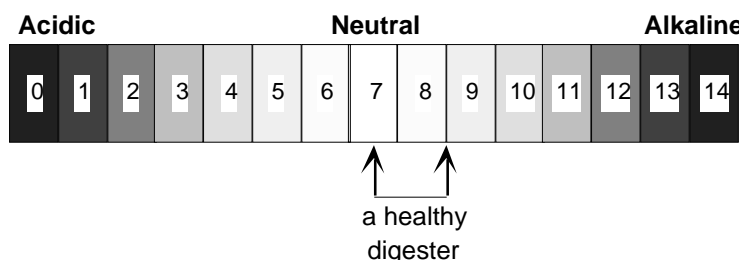 Acidic Neutral Alkaline
0 1 2 3 4 5 6 7 8 9 10 11 12 13 14
a healthy
digester